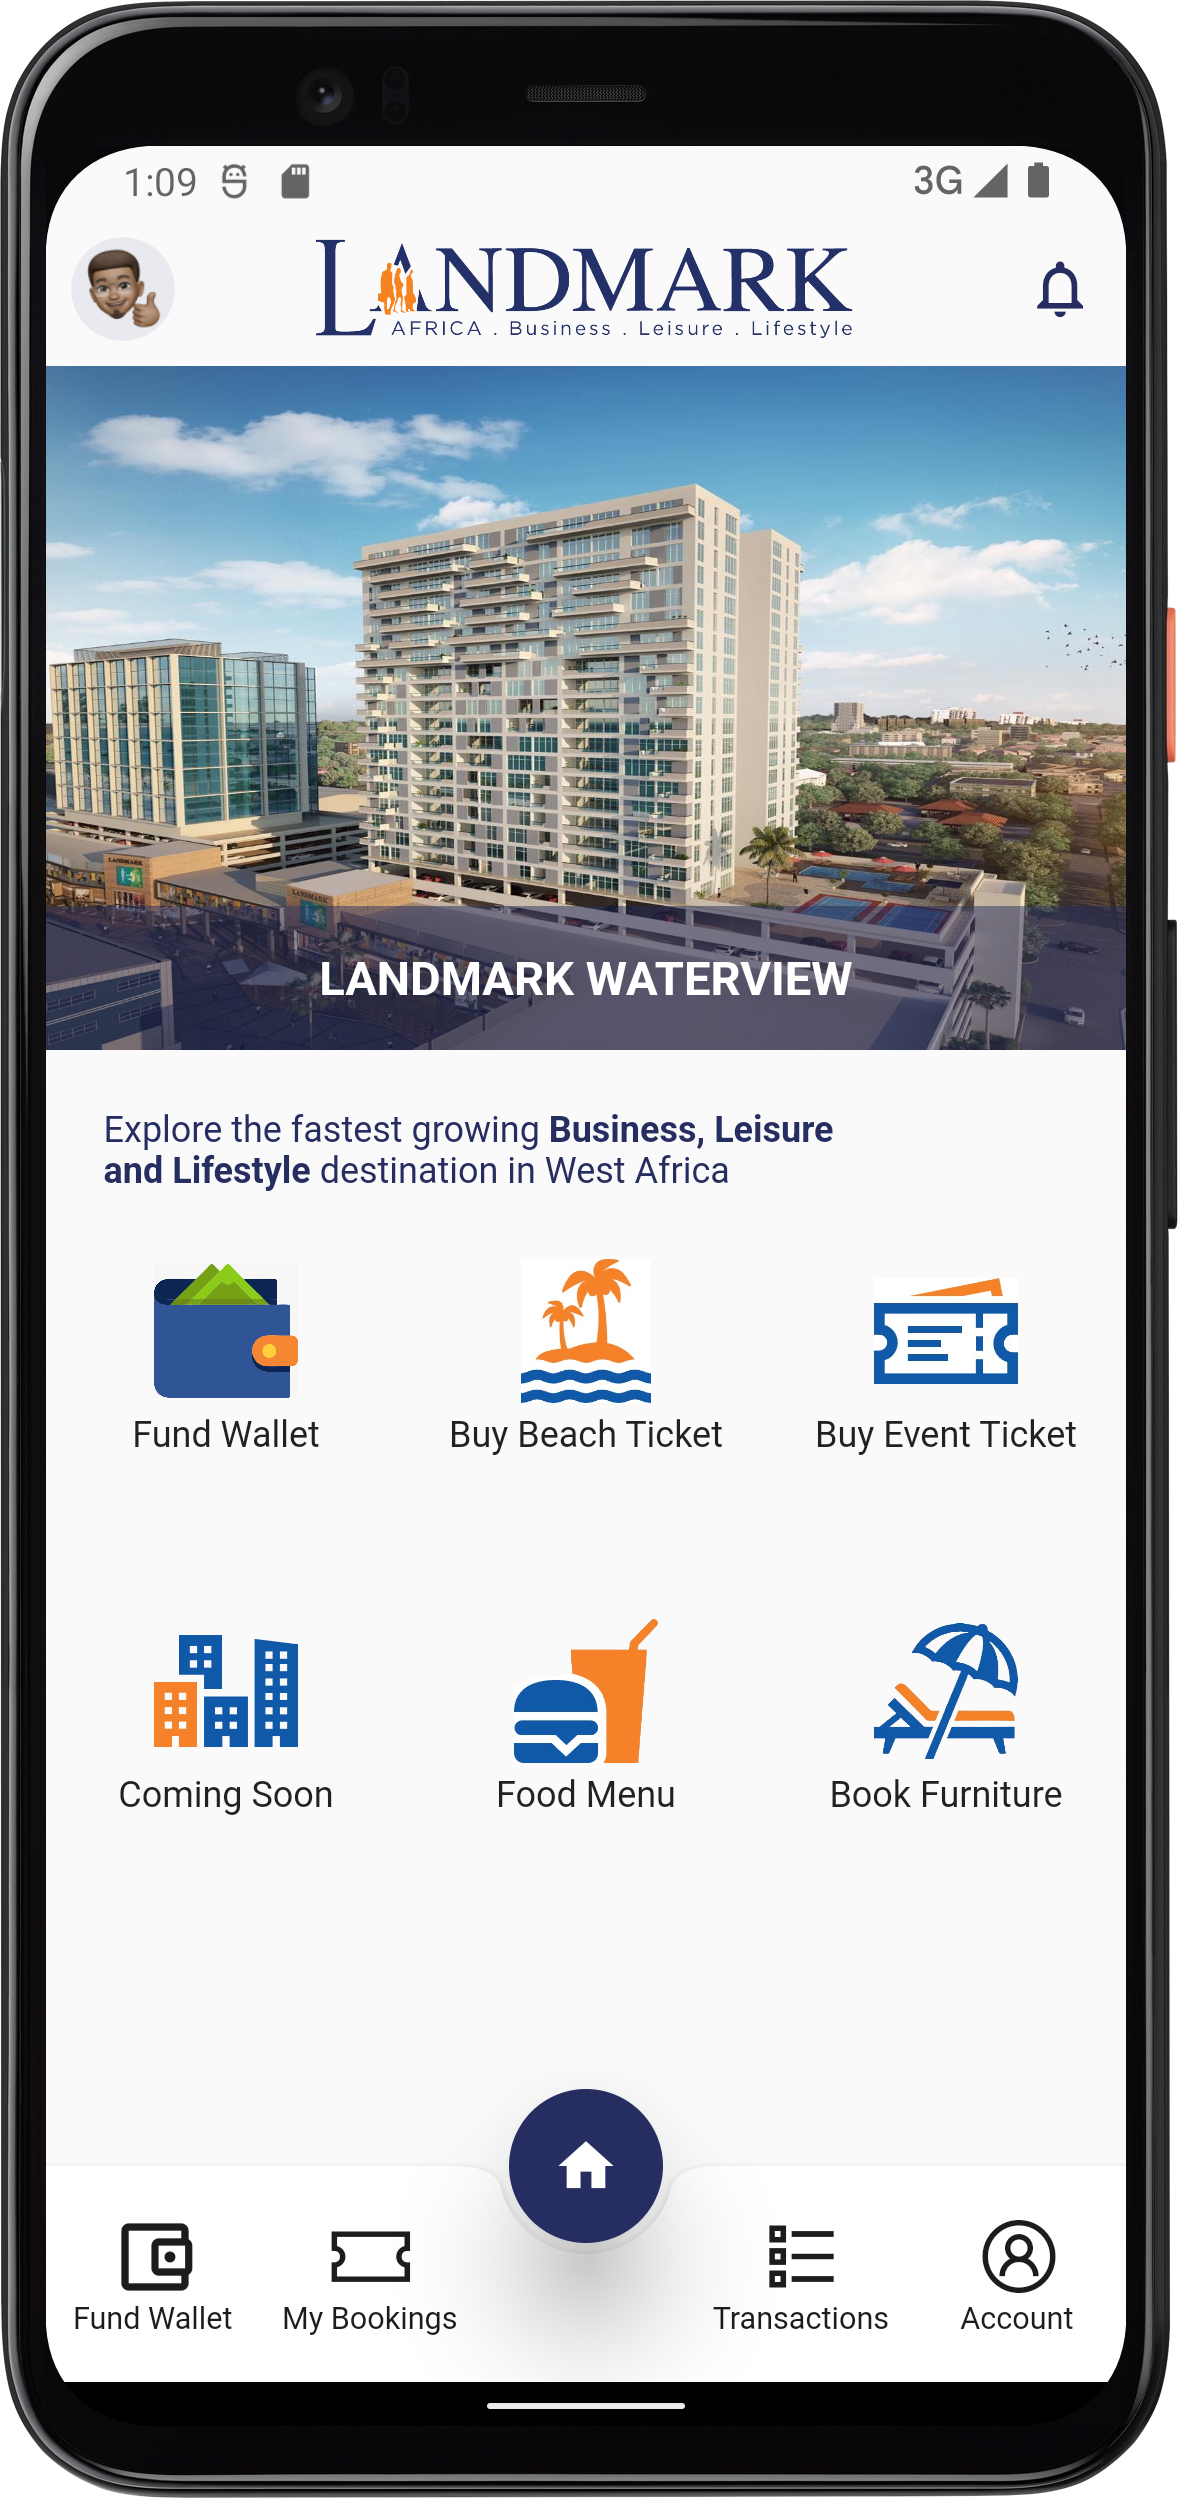 1:09 3G
LANDMARK
AFRICA . Business . Leisure . Lifestyle
LANDMARK
LANDMARK
LANDMARK WATERVIEW
Explore the fastest growing Business, Leisure
and Lifestyle destination in West Africa
Fund Wallet Buy Beach Ticket Buy Event Ticket
Coming Soon Food Menu Book Furniture
Fund Wallet My Bookings Transactions Account